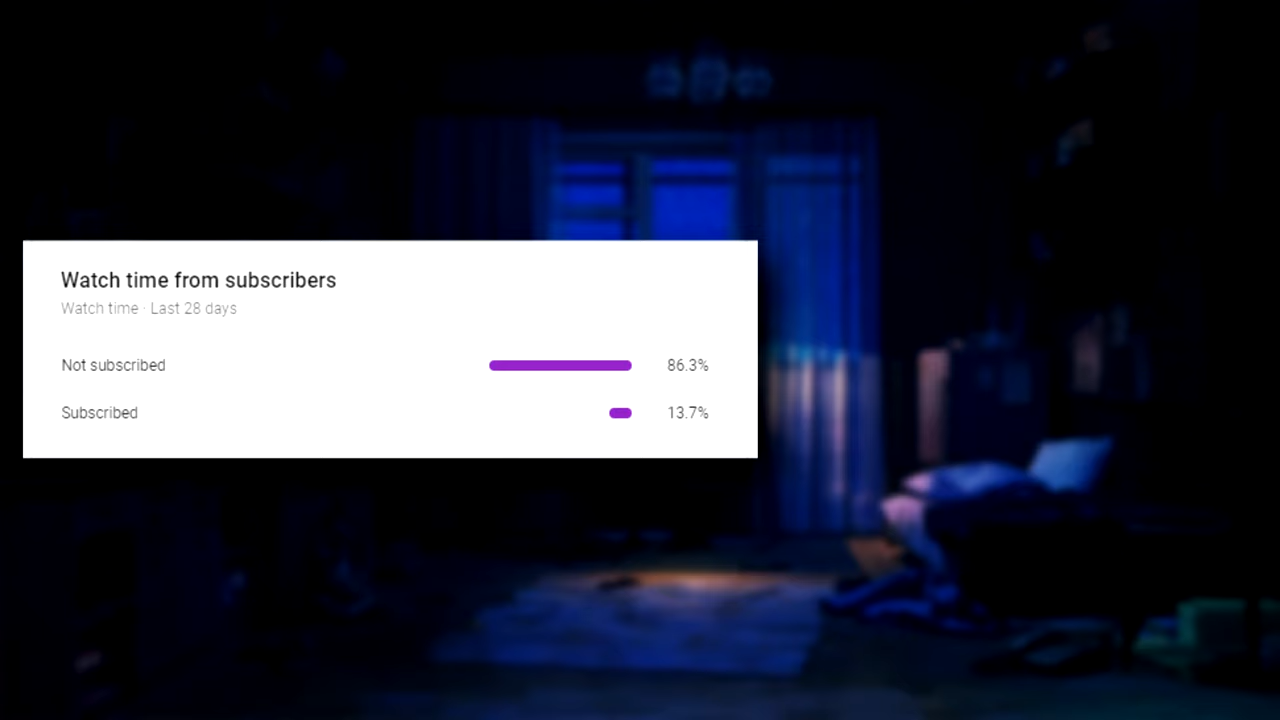 Watch time from subscribers
Watch time · Last 28 days
Not subscribed 86.3%
Subscribed 13.7%